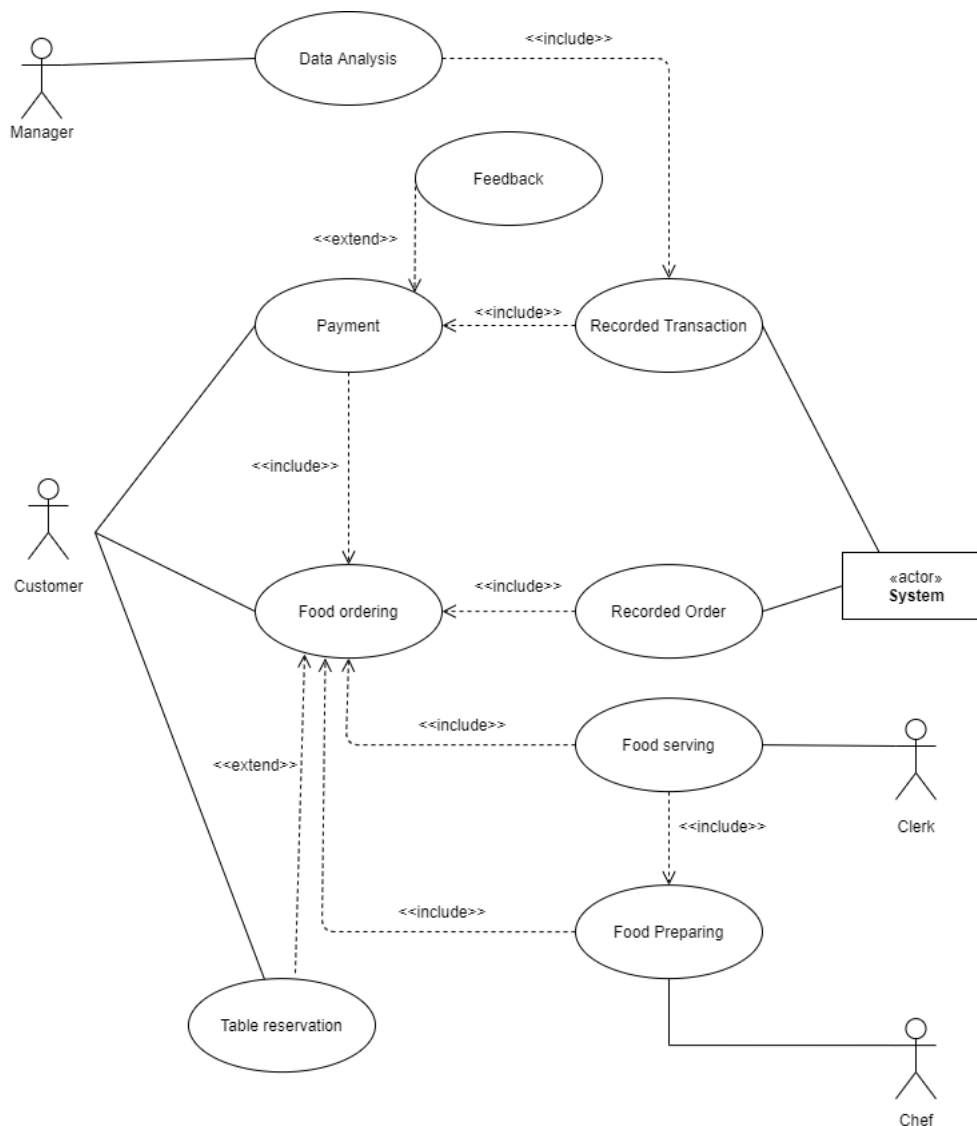 Data Analysis
<<include>>
Manager
Feedback
<<extend>>
Payment
<<include>>
Recorded Transaction
<<include>>
Customer
Food ordering
<<include>>
Recorded Order
«actor»
System
<<include>>
Food serving
<<extend>>
Clerk
<<include>>
<<include>>
Food Preparing
Table reservation
Chef